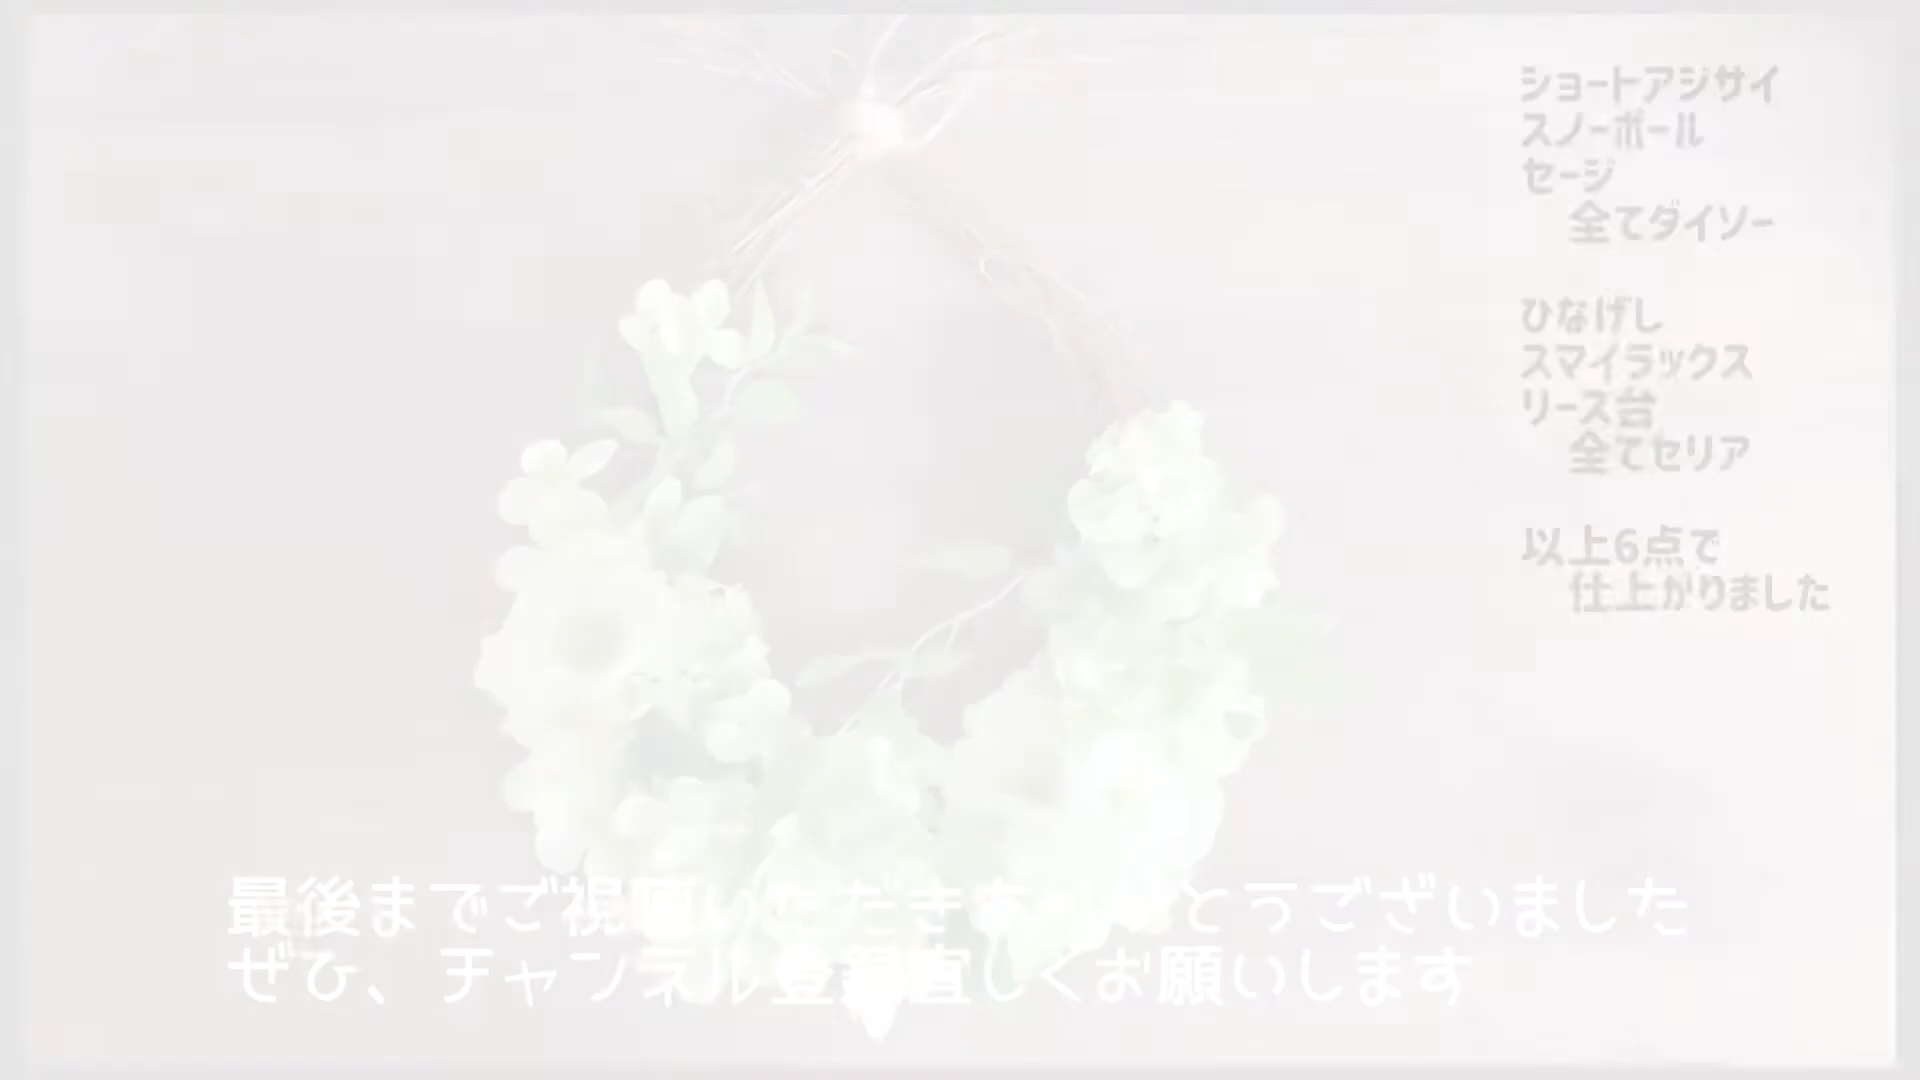 ショートアジサイ
スノーボール
セージ
全てダイソー
ひなげし
スマイラックス
リース台
全てセリア
以上6点で
仕上がりました
最後までご視聴いただきありがとうございました
ぜひ、チャンネル登録宜しくお願いします